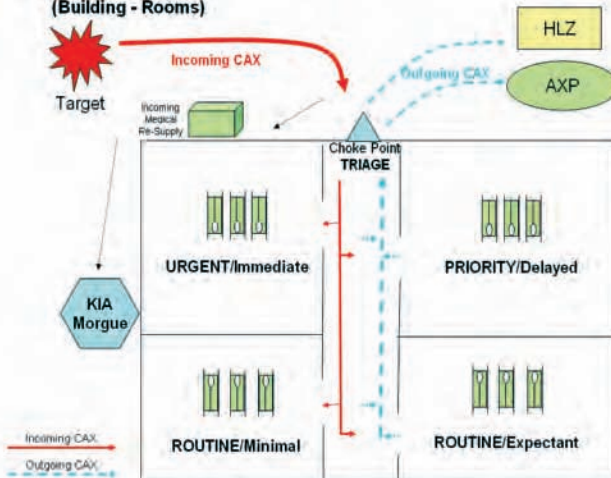 (Building - Rooms)
HLZ
Incoming CAX
Outgoing CAX
AXP
Target
Incoming
Medical
Re-Supply
Choke Point
TRIAGE
URGENT/Immediate
PRIORITY/Delayed
KIA
Morgue
ROUTINE/Minimal
ROUTINE/Expectant
Incoming CAX
Outgoing CAX